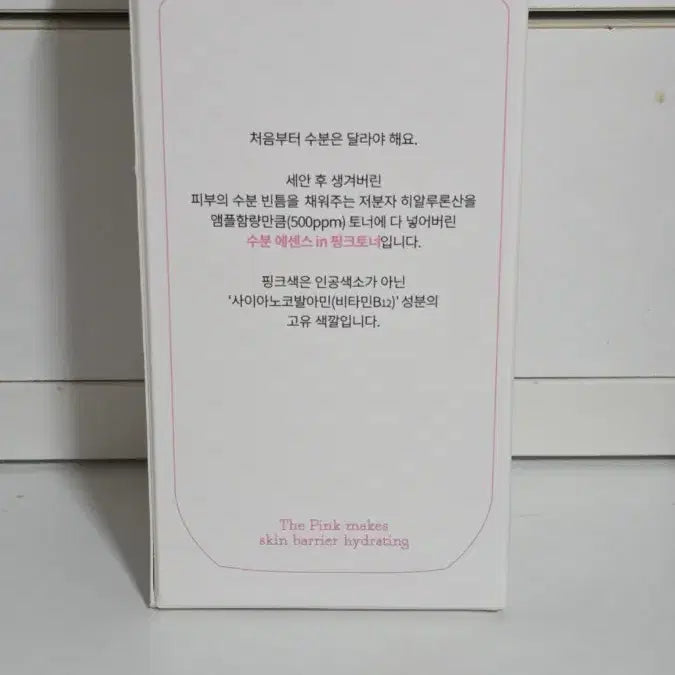 처음부터 수분은 달라야 해요.
세안 후 생겨버린
피부의 수분 빈틈을 채워주는 저분자 히알루론산을
앰플함량만큼(500ppm) 토너에 다 넣어버린
수분 에센스 in 핑크토너입니다.
핑크색은 인공색소가 아닌
'사이아노코발아민(비타민B12)' 성분의
고유 색깔입니다.
The Pink makes
skin barrier hydrating